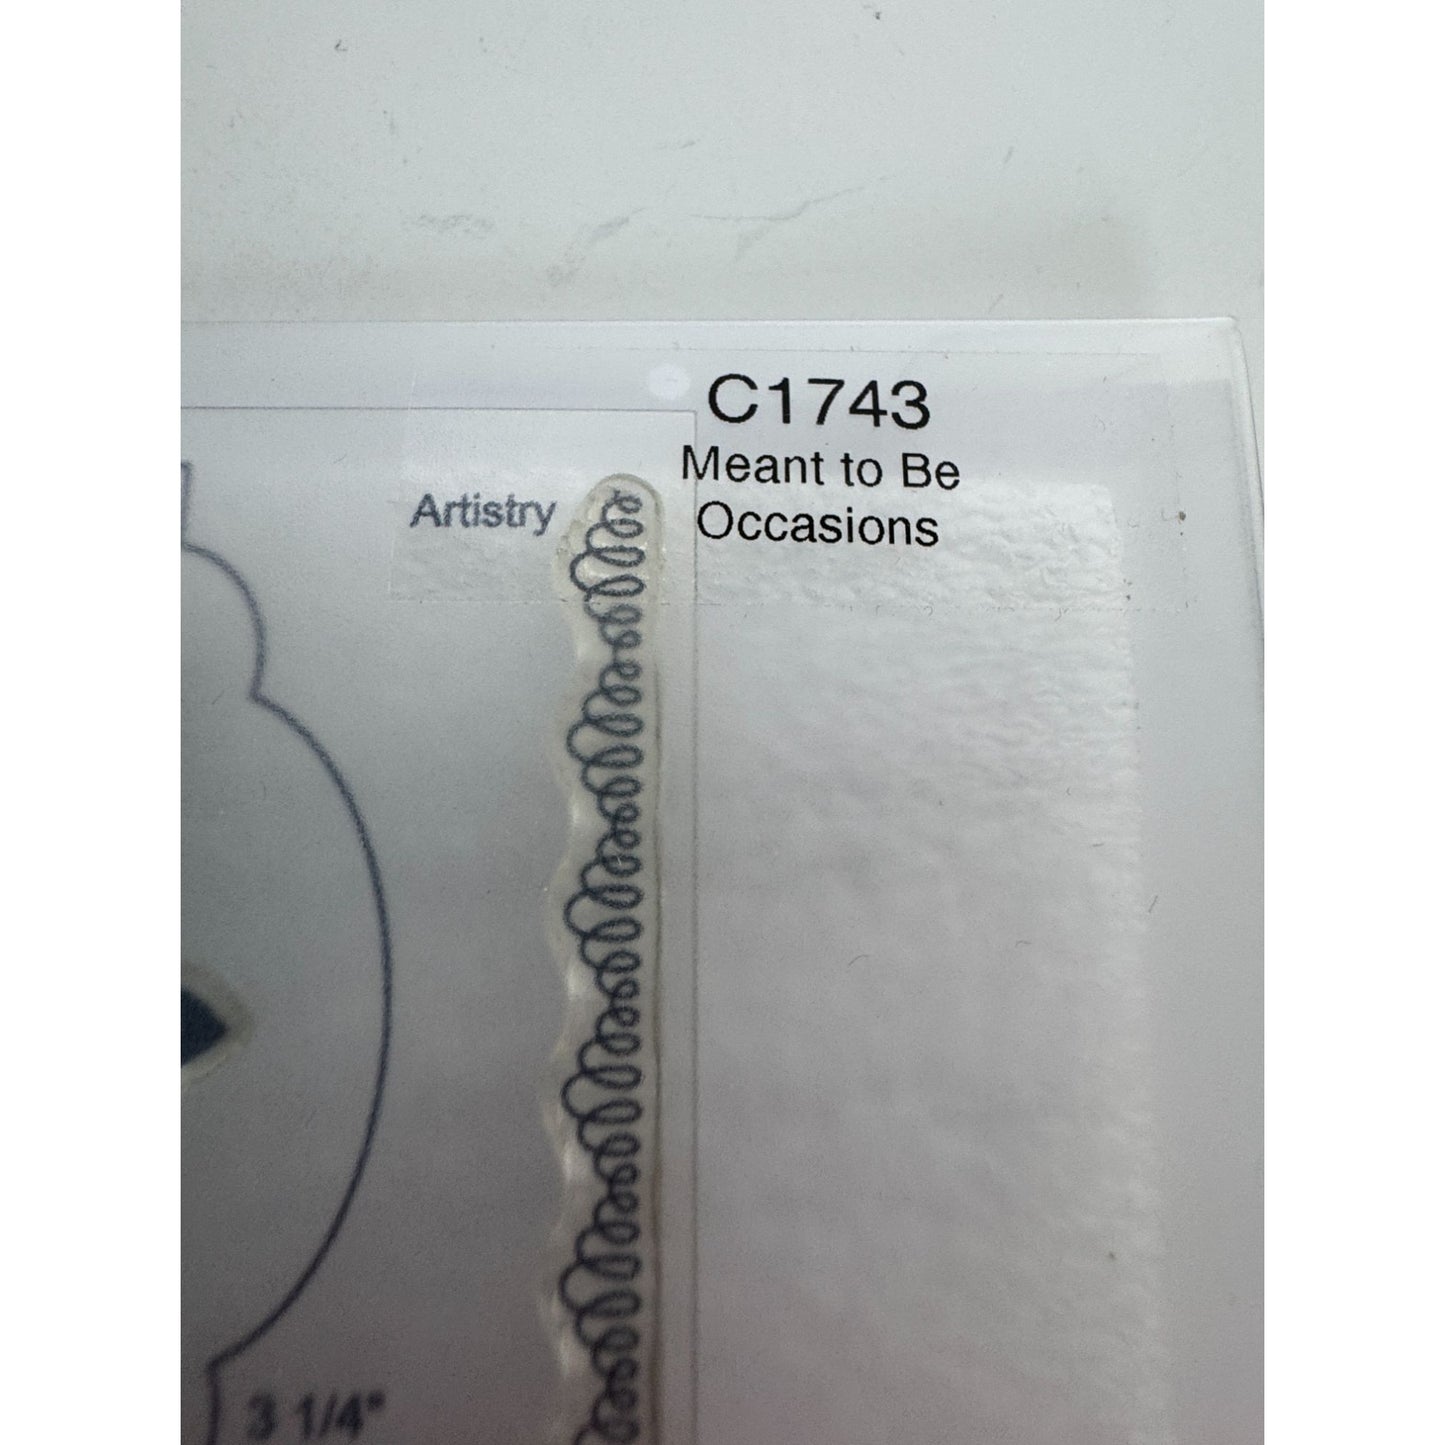 C1743
Meant to Be
Occasions
Artistry
3 1/4"